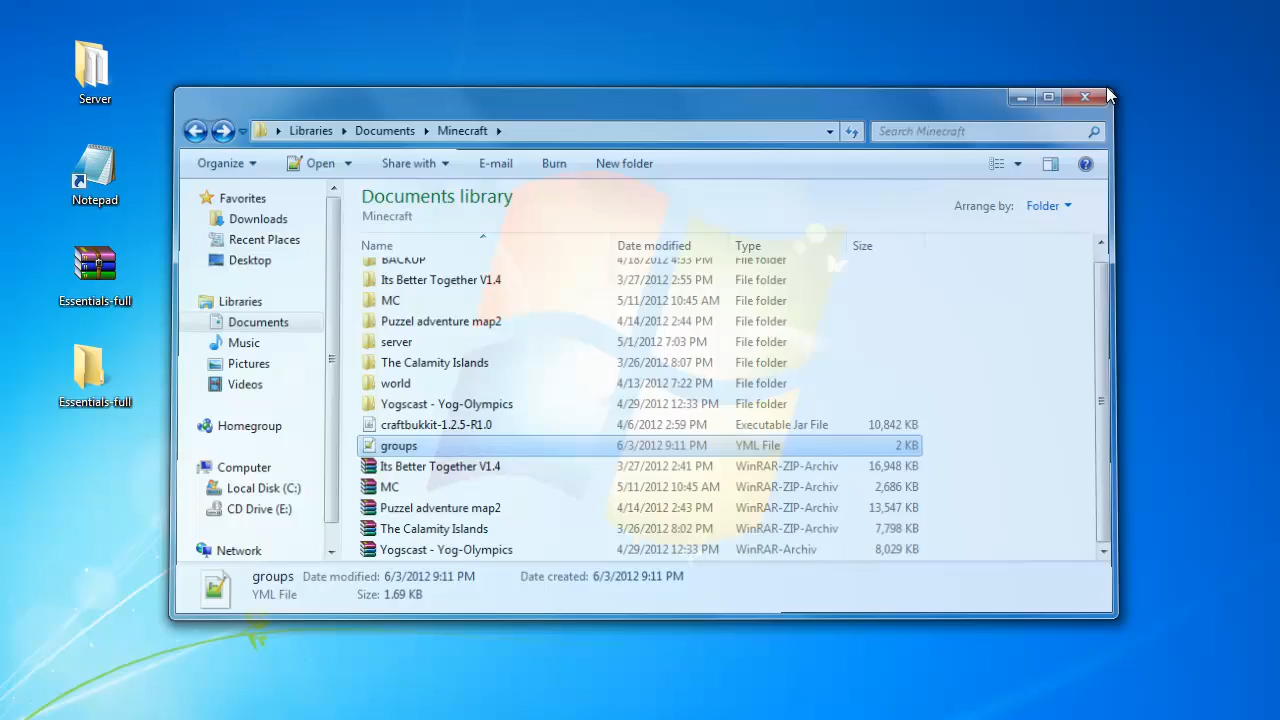 Server
Notepad
Essentials-full
Essentials-full
Libraries Documents Minecraft
Search Minecraft
Organize Open Share with E-mail Burn New folder
Favorites
Downloads
Recent Places
Desktop
Libraries
Documents
Music
Pictures
Videos
Homegroup
Computer
Local Disk (C:)
CD Drive (E:)
Network
Documents library
Minecraft
Arrange by: Folder
Name Date modified Type Size
BACKUP 4/18/2012 4:33 PM File folder
Its Better Together V1.4 3/27/2012 2:55 PM File folder
MC 5/11/2012 10:45 AM File folder
Puzzel adventure map2 4/14/2012 2:44 PM File folder
server 5/1/2012 7:03 PM File folder
The Calamity Islands 3/26/2012 8:07 PM File folder
world 4/13/2012 7:22 PM File folder
Yogscast - Yog-Olympics 4/29/2012 12:33 PM File folder
craftbukkit-1.2.5-R1.0 4/6/2012 2:59 PM Executable Jar File 10,842 KB
groups 6/3/2012 9:11 PM YML File 2 KB
Its Better Together V1.4 3/27/2012 2:41 PM WinRAR-ZIP-Archiv 16,948 KB
MC 5/11/2012 10:45 AM WinRAR-ZIP-Archiv 2,686 KB
Puzzel adventure map2 4/14/2012 2:43 PM WinRAR-ZIP-Archiv 13,547 KB
The Calamity Islands 3/26/2012 8:02 PM WinRAR-ZIP-Archiv 7,798 KB
Yogscast - Yog-Olympics 4/29/2012 12:33 PM WinRAR-Archiv 8,029 KB
groups Date modified: 6/3/2012 9:11 PM Date created: 6/3/2012 9:11 PM
YML File Size: 1.69 KB